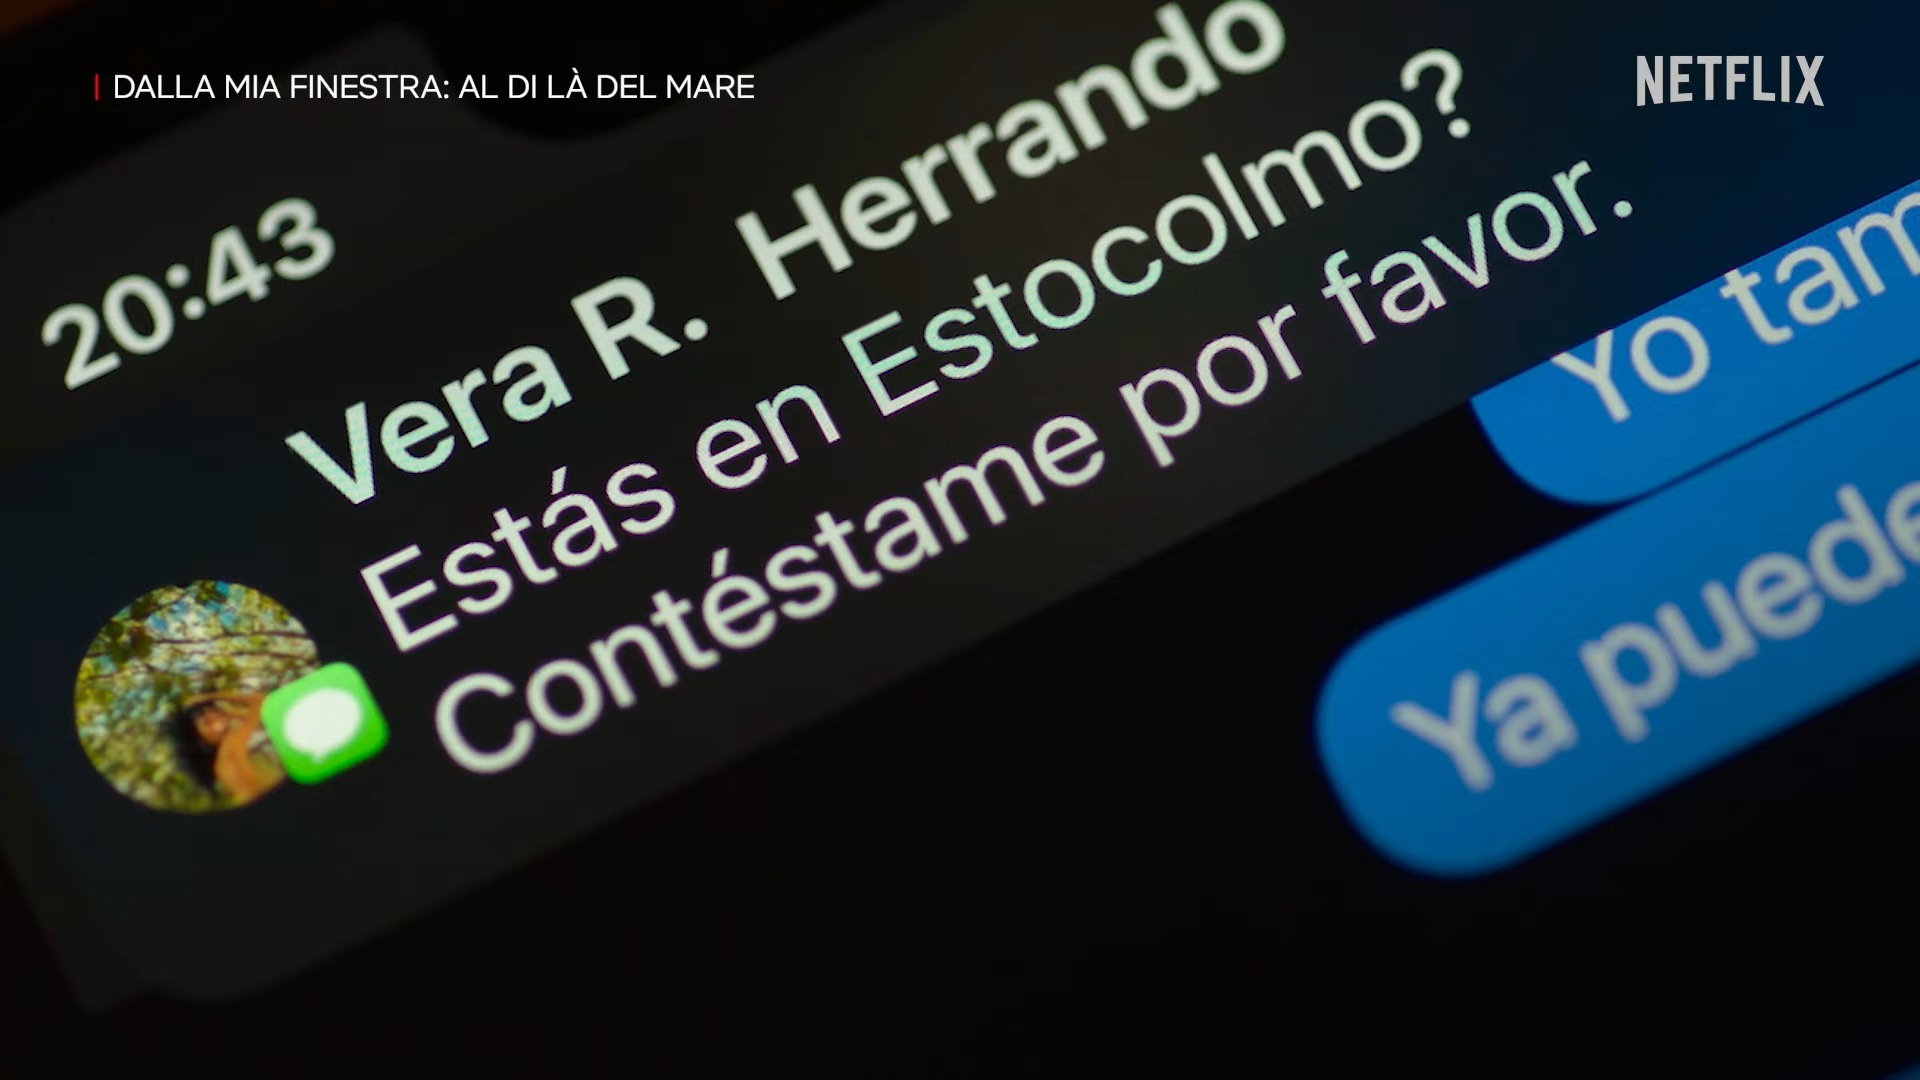 DALLA MIA FINESTRA: AL DI LÀ DEL MARE
NETFLIX
20:43
Vera R. Herrando
Estás en Estocolmo?
Contéstame por favor.
Yo tam
Ya puede